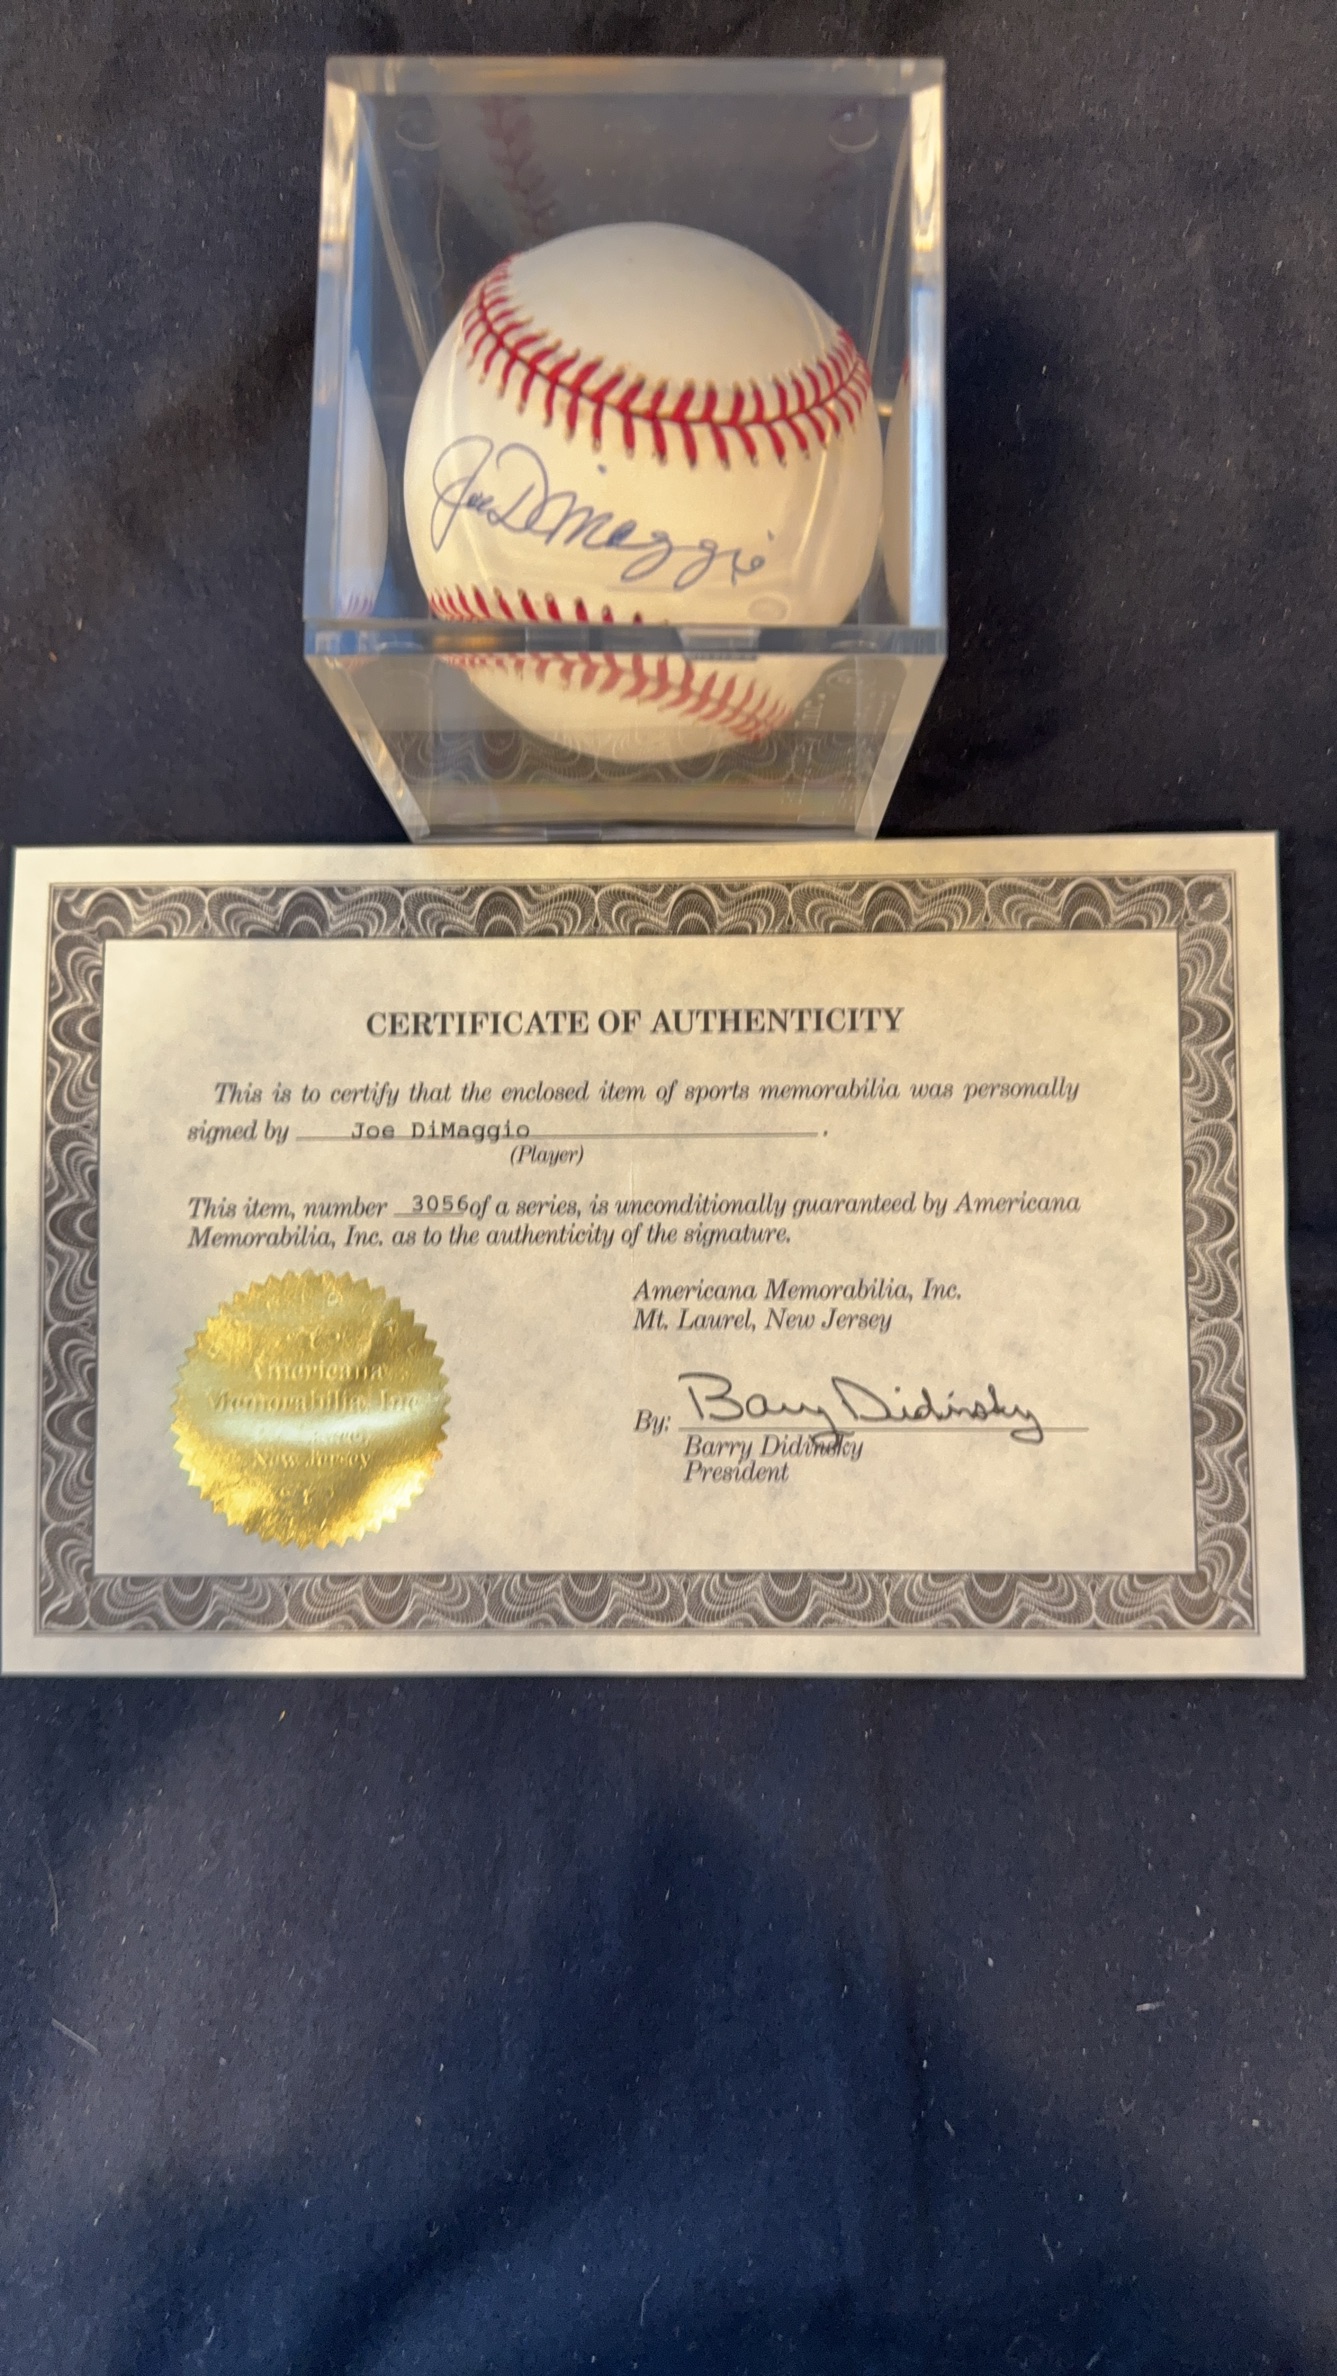 Joe DiMaggio
CERTIFICATE OF AUTHENTICITY
This is to certify that the enclosed item of sports memorabilia was personally
signed by Joe DiMaggio .
(Player)
This item, number 3056 of a series, is unconditionally guaranteed by Americana
Memorabilia, Inc. as to the authenticity of the signature.
Americana
Memorabilia, Inc
New Jersey
Americana Memorabilia, Inc.
Mt. Laurel, New Jersey
By: Barry Didinsky
Barry Didinsky
President